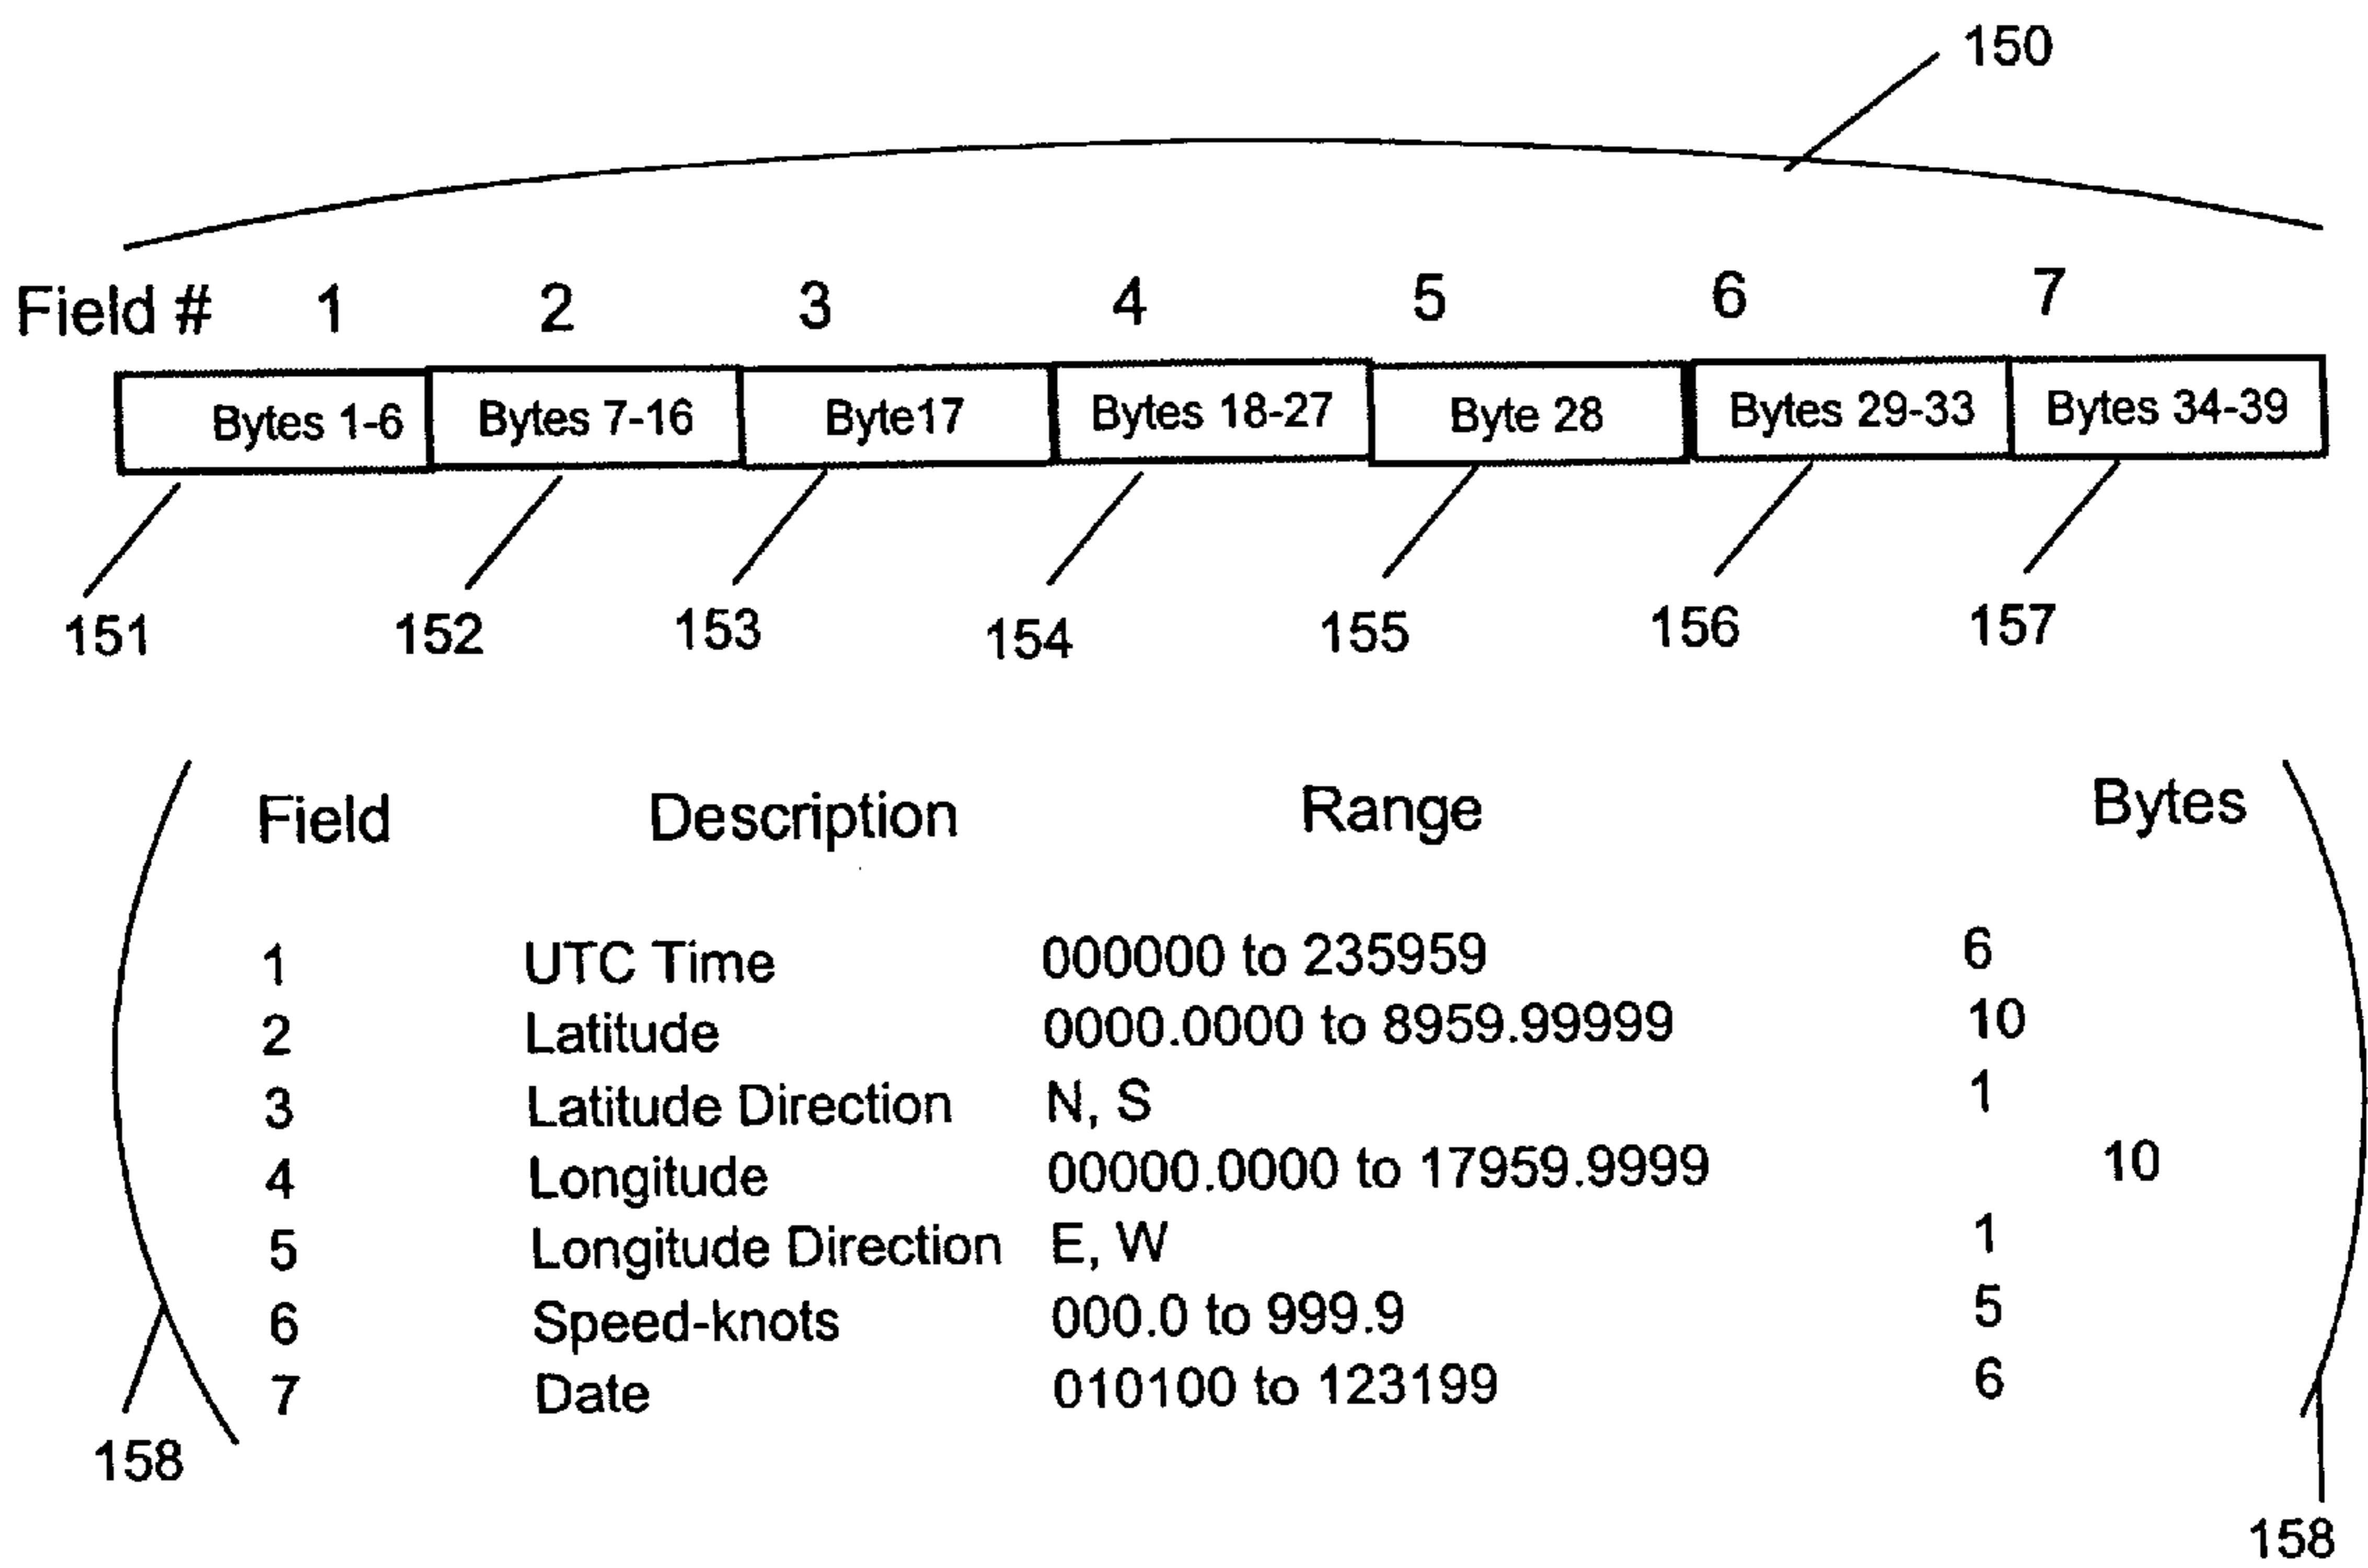 150
Field # 1 2 3 4 5 6 7
Bytes 1-6 Bytes 7-16 Byte17 Bytes 18-27 Byte 28 Bytes 29-33 Bytes 34-39
151 152 153 154 155 156 157
Field Description Range Bytes
1 UTC Time 000000 to 235959 6
2 Latitude 0000.0000 to 8959.99999 10
3 Latitude Direction N, S 1
4 Longitude 00000.0000 to 17959.9999 10
5 Longitude Direction E, W 1
6 Speed-knots 000.0 to 999.9 5
7 Date 010100 to 123199 6
158
158